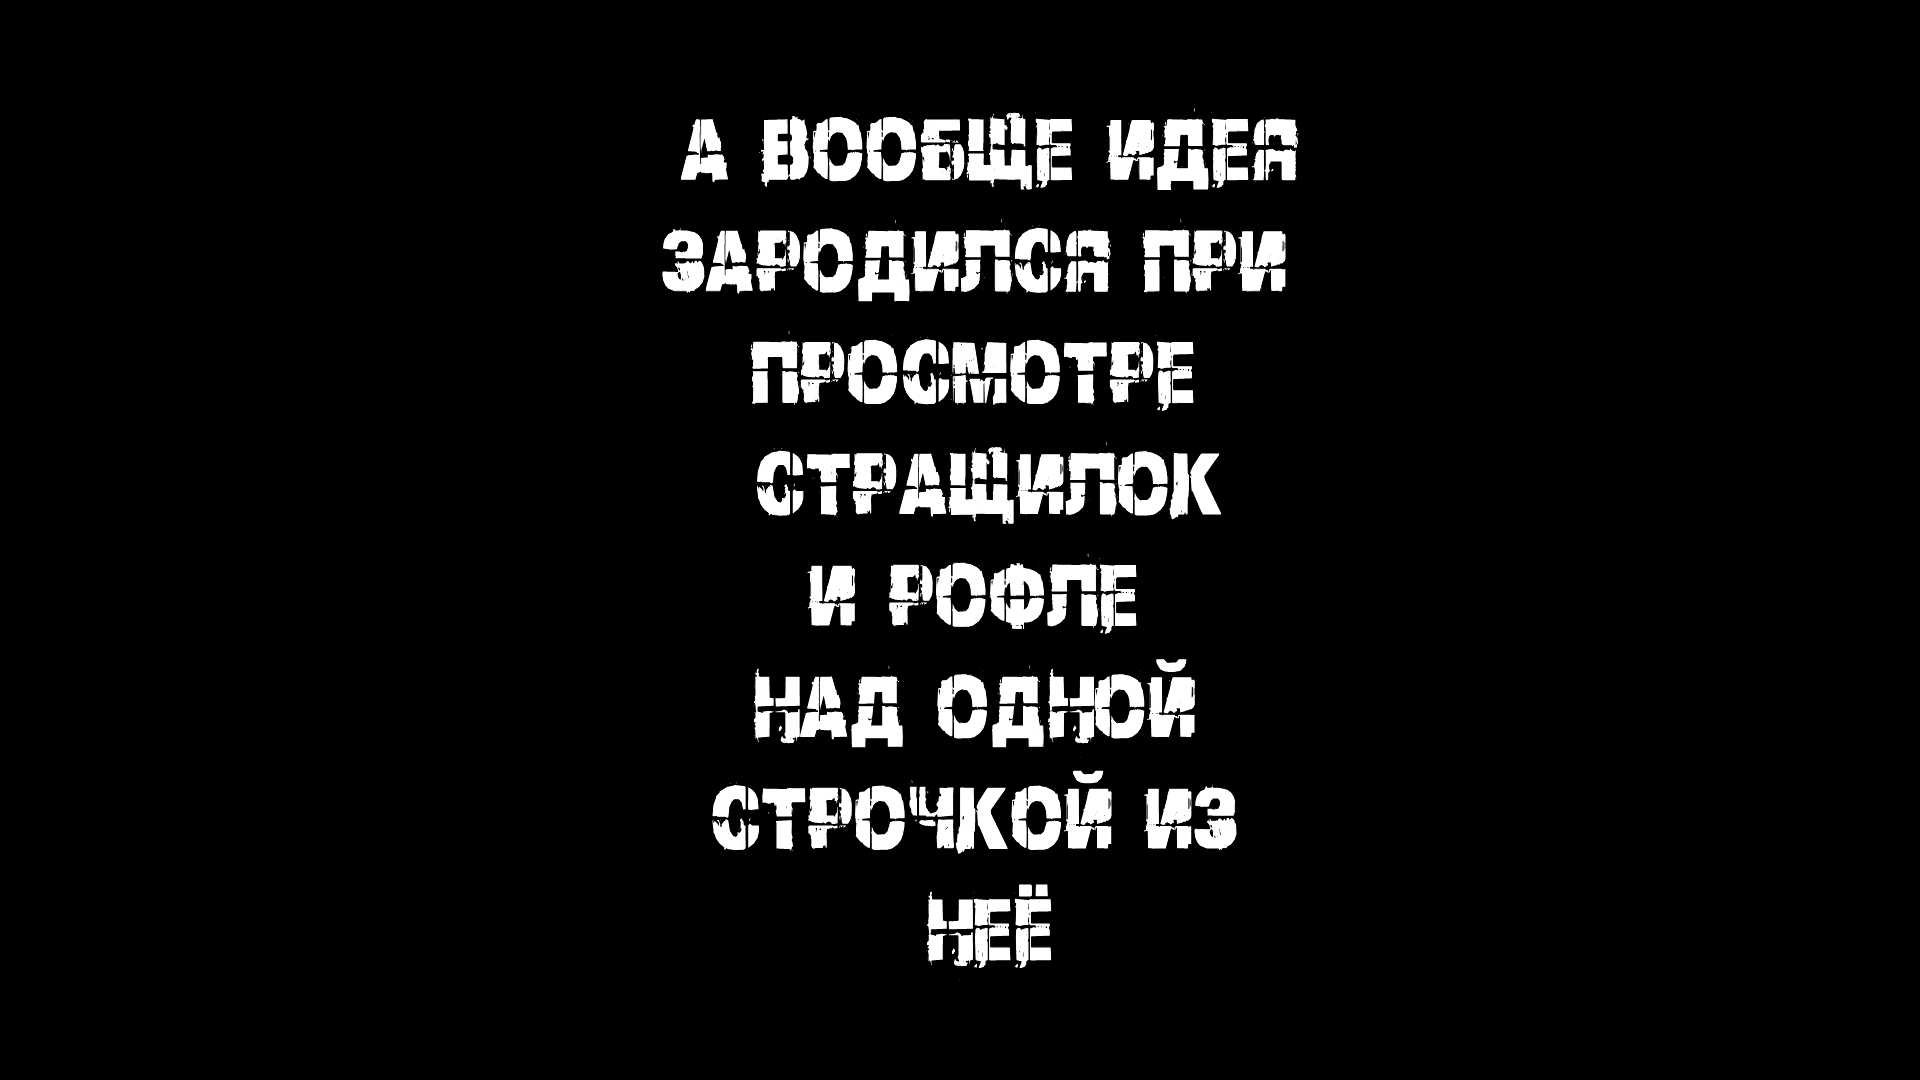 А ВООБЩЕ ИДЕЯ
ЗАРОДИЛСЯ ПРИ
ПРОСМОТРЕ
СТРАЩИЛОК
И РОФЛЕ
НАД ОДНОЙ
СТРОЧКОЙ ИЗ
НЕЁ